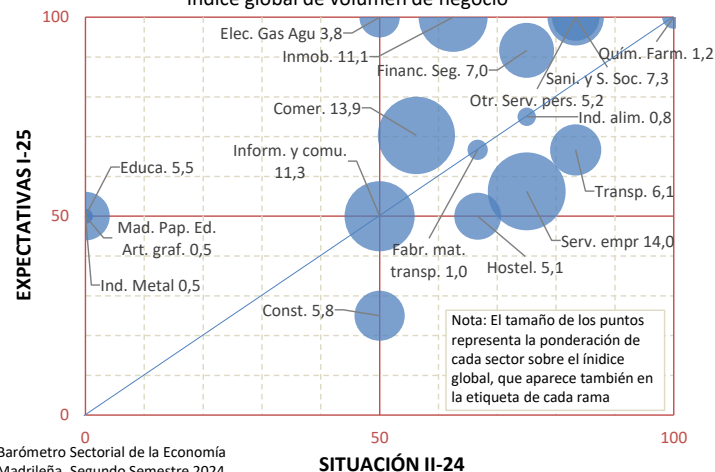 Índice global de volumen de negocio
100
Elec. Gas Agu 3,8
Inmob. 11,1
Quim. Farm. 1,2
Financ. Seg. 7,0
Sani. y S. Soc. 7,3
Otr. Serv. pers. 5,2
Comer. 13,9
Ind. alim. 0,8
Inform. y comu.
11,3
Educa. 5,5
Transp. 6,1
EXPECTATIVAS I-25
50
Mad. Pap. Ed.
Art. graf. 0,5
Serv. empr 14,0
Fabr. mat.
transp. 1,0
Hostel. 5,1
Ind. Metal 0,5
Const. 5,8
Nota: El tamaño de los puntos
representa la ponderación de
cada sector sobre el ínidice
global, que aparece también en
la etiqueta de cada rama
0
0
50
100
Barómetro Sectorial de la Economía
Madrileña. Segundo Semestre 2024
SITUACIÓN II-24